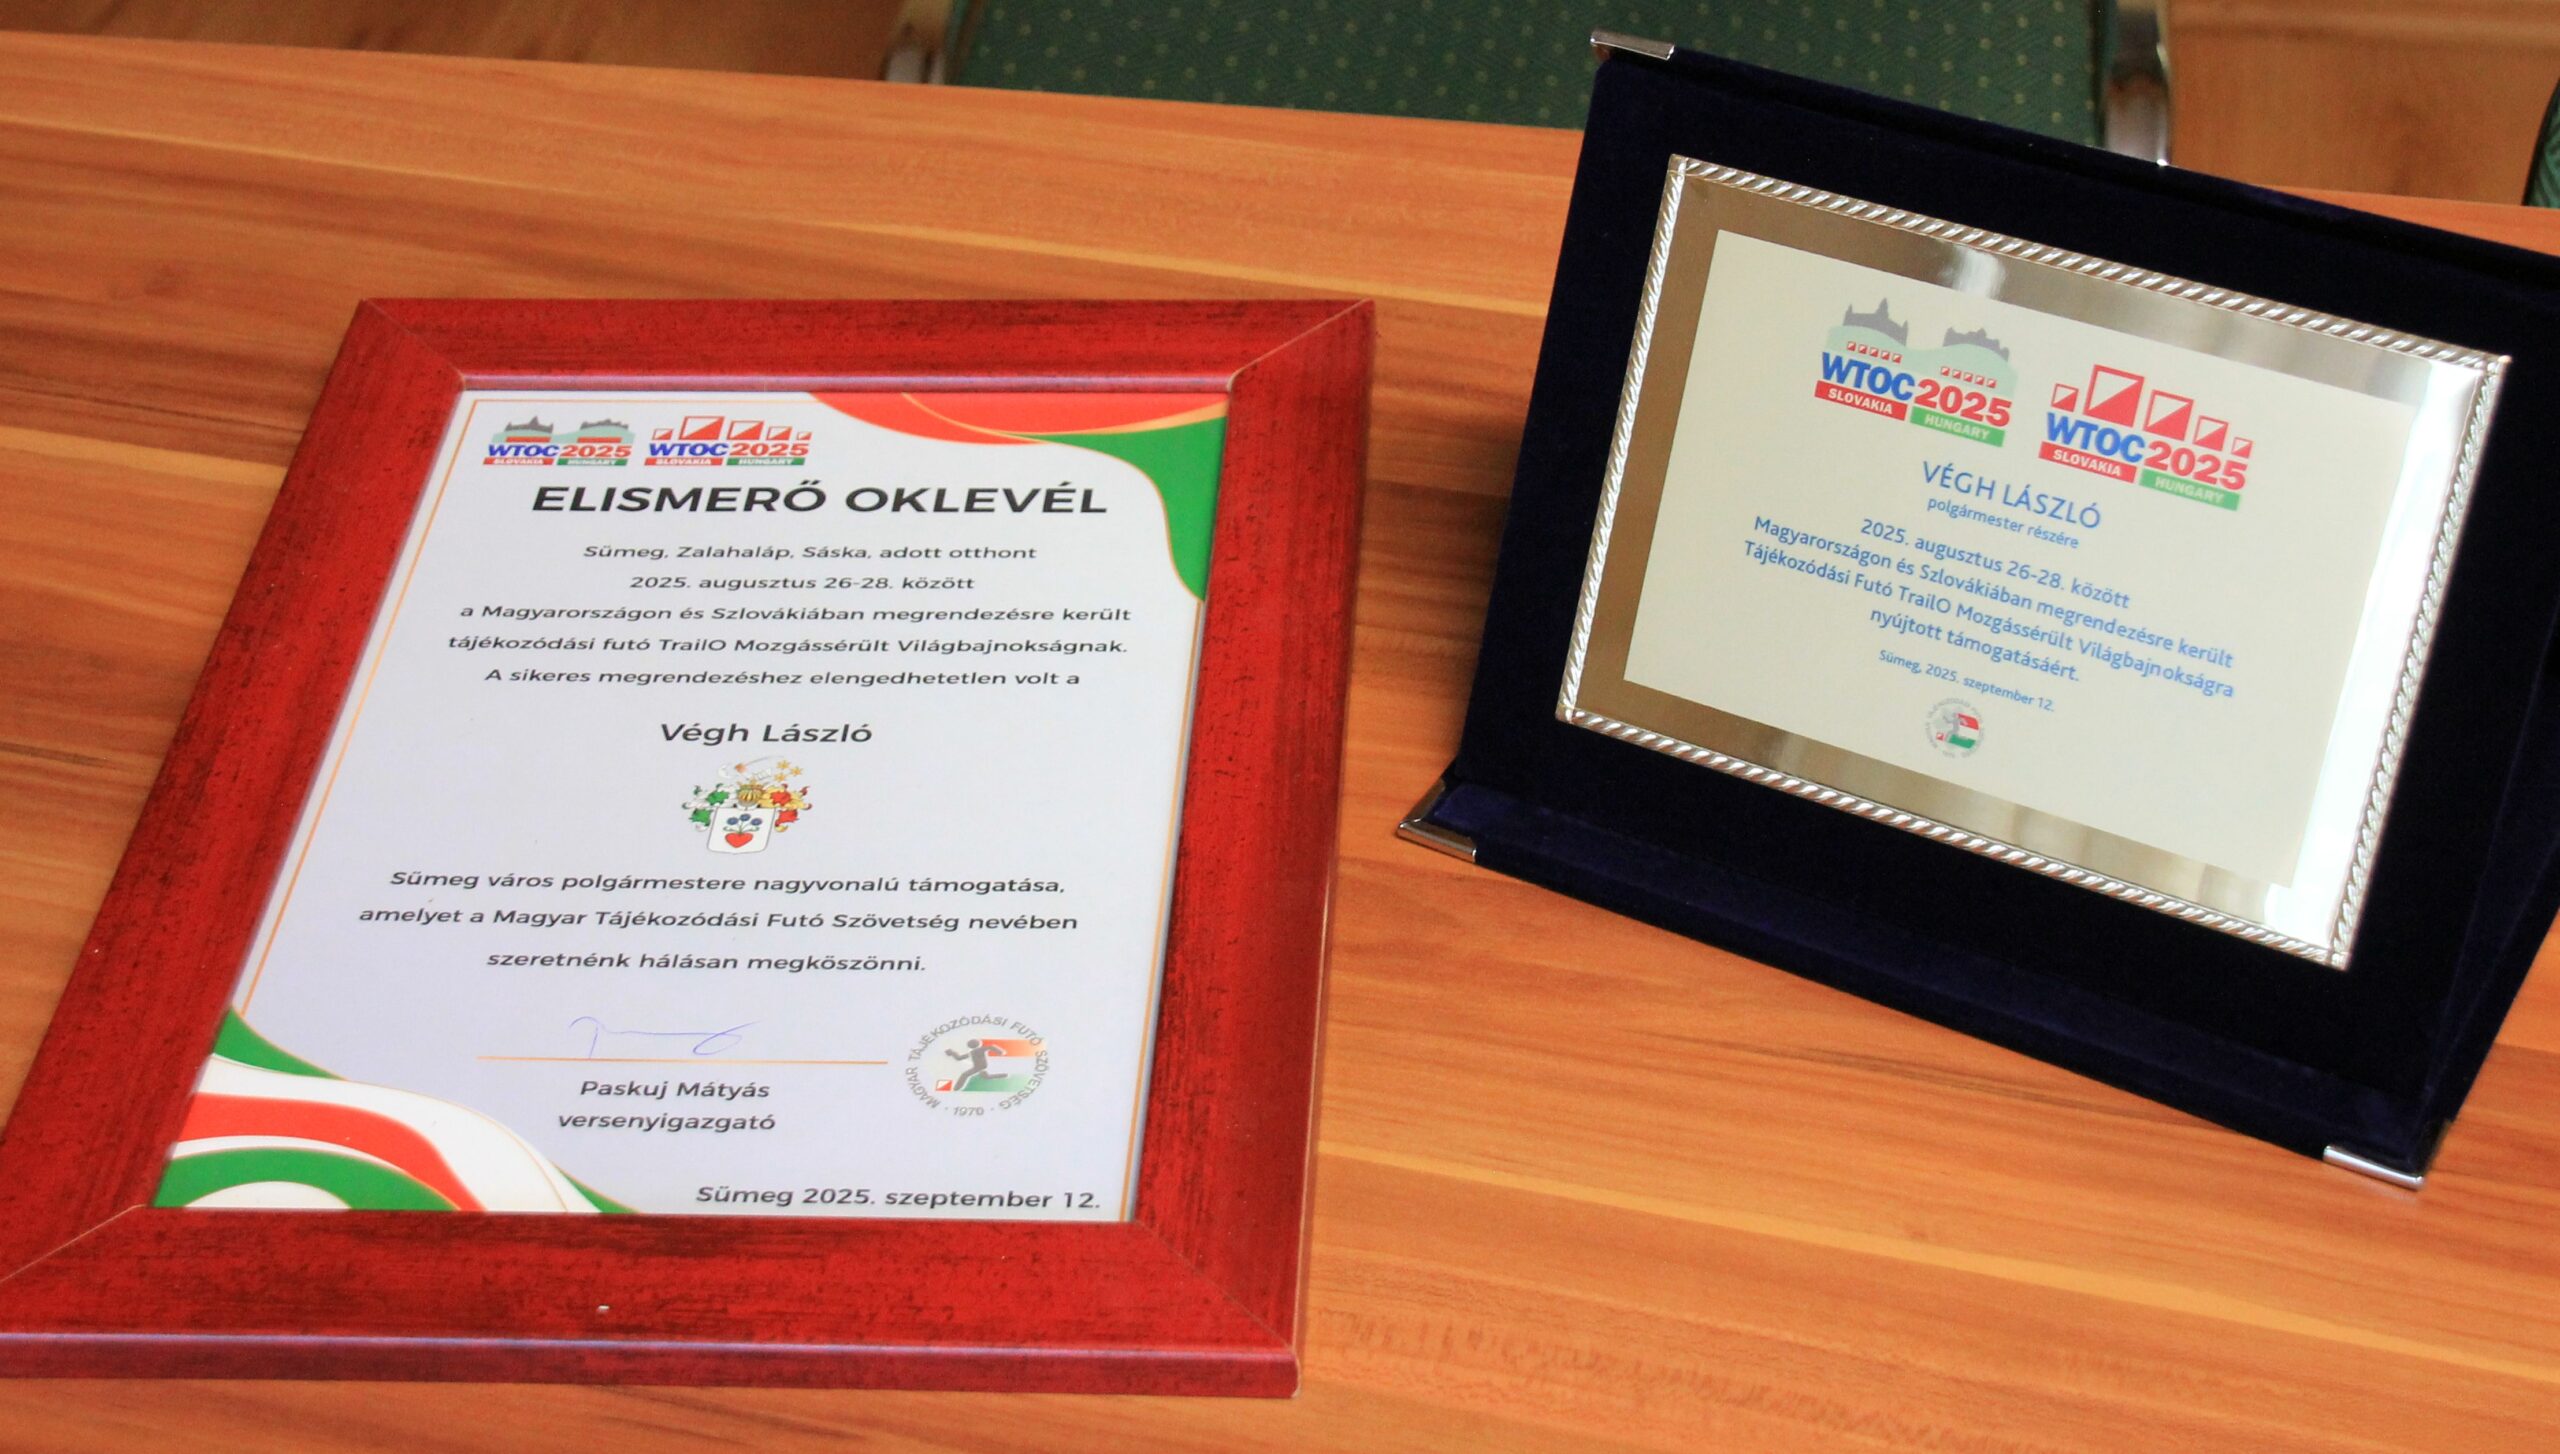 WTOC2025
SLOVAKIA HUNGARY
WTOC2025
SLOVAKIA HUNGARY
ELISMERŐ OKLEVÉL
Sümeg, Zalahaláp, Sáska, adott otthont
2025. augusztus 26-28. között
a Magyarországon és Szlovákiában megrendezésre került
tájékozódási futó TrailO Mozgássérült Világbajnokságnak.
A sikeres megrendezéshez elengedhetetlen volt a
Végh László
Sümeg város polgármestere nagyvonalú támogatása,
amelyet a Magyar Tájékozódási Futó Szövetség nevében
szeretnénk hálásan megköszönni.
Paskuj Mátyás
versenyigazgató
MAGYAR TÁJÉKOZÓDÁSI FUTÓ SZÖVETSÉG
· 1970 ·
Sümeg 2025. szeptember 12.
WTOC2025
SLOVAKIA HUNGARY
WTOC2025
SLOVAKIA HUNGARY
VÉGH LÁSZLÓ
polgármester részére
2025. augusztus 26-28. között
Magyarországon és Szlovákiában megrendezésre került
Tájékozódási Futó TrailO Mozgássérült Világbajnokságra
nyújtott támogatásáért.
Sümeg, 2025. szeptember 12.